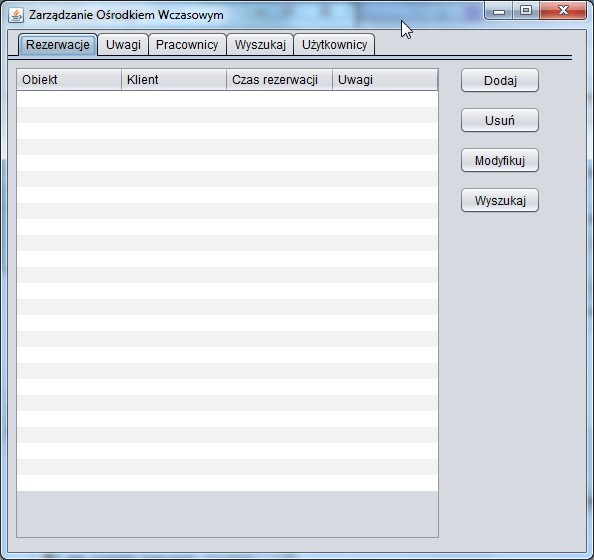 Zarządzanie Ośrodkiem Wczasowym
Rezerwacje Uwagi Pracownicy Wyszukaj Użytkownicy
Obiekt Klient Czas rezerwacji Uwagi
Dodaj
Usuń
Modyfikuj
Wyszukaj